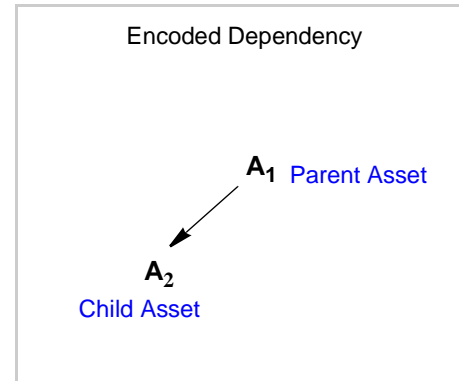 Encoded Dependency
A₁ Parent Asset
A₂
Child Asset